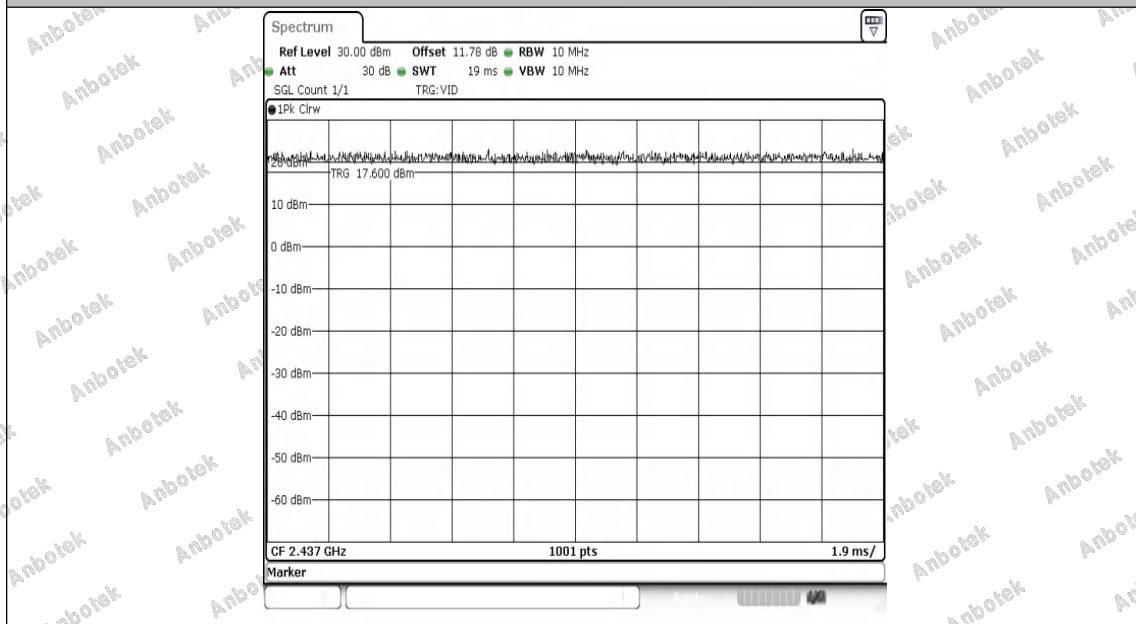 Spectrum
Ref Level 30.00 dBm Offset 11.78 dB RBW 10 MHz
Att 30 dB SWT 19 ms VBW 10 MHz
SGL Count 1/1 TRG:VID
1Pk Clrw
20 dBm
TRG 17.600 dBm
10 dBm
0 dBm
-10 dBm
-20 dBm
-30 dBm
-40 dBm
-50 dBm
-60 dBm
CF 2.437 GHz 1001 pts 1.9 ms/
Marker
Anbotek